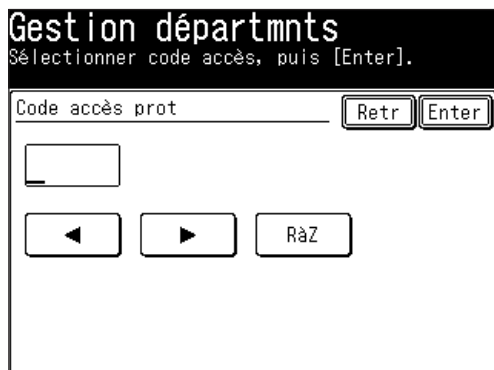 Gestion départmnts
Sélectionner code accès, puis [Enter].
Code accès prot Retr Enter
◄ ► RàZ